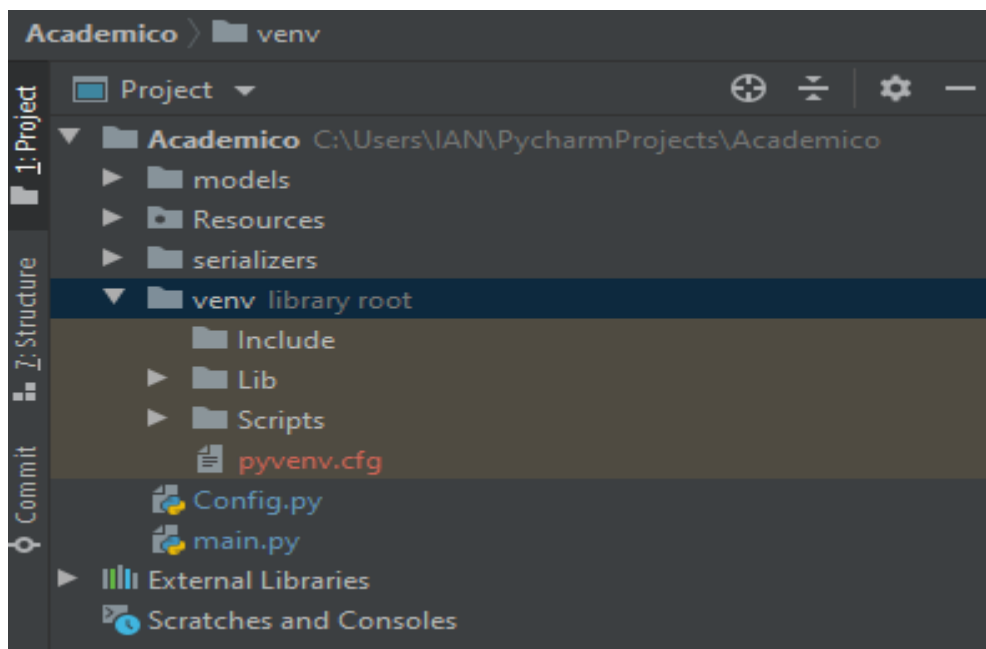 Academico venv
Project
Academico C:\Users\IAN\PycharmProjects\Academico
models
Resources
serializers
venv library root
Include
Lib
Scripts
pyvenv.cfg
Config.py
main.py
External Libraries
Scratches and Consoles
1: Project
7: Structure
Commit